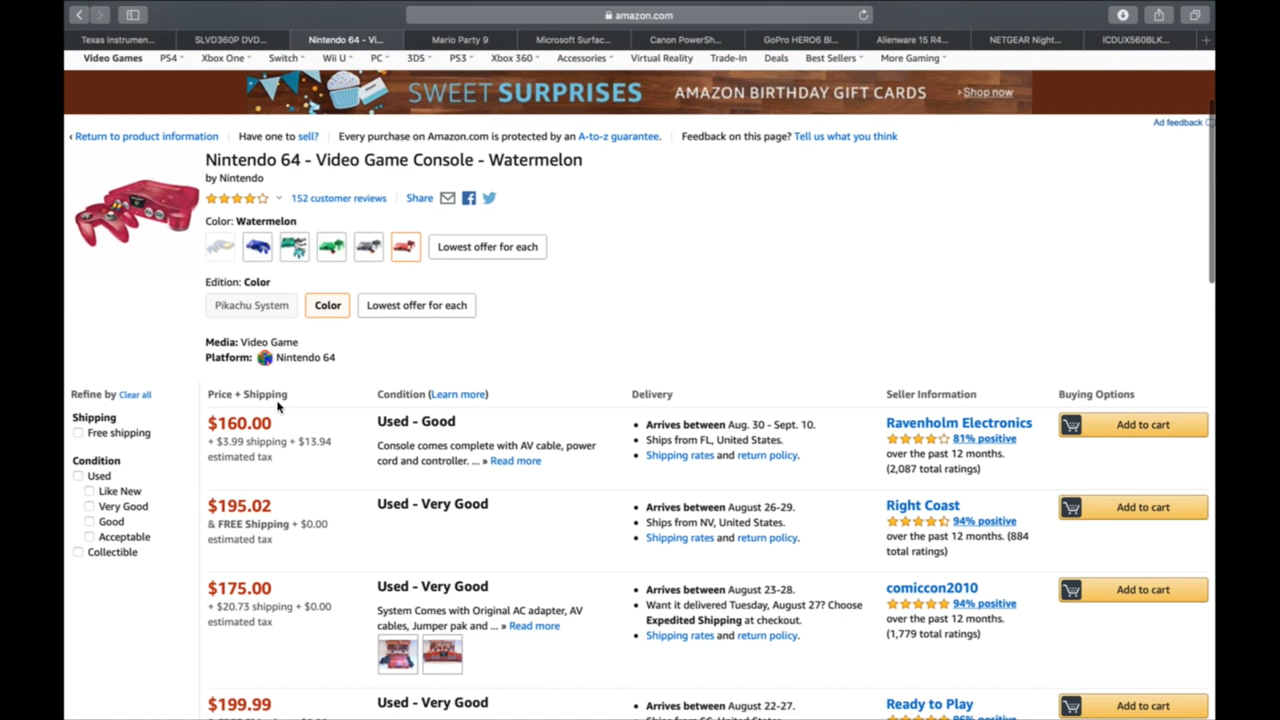 amazon.com
Texas Instrumen...
SLVD360P DVD...
Nintendo 64 - Vi...
Mario Party 9
Microsoft Surfac...
Canon PowerSh...
GoPro HERO6 Bl...
Alienware 15 R4...
NETGEAR Night...
ICDUX560BLK...
Video Games PS4 Xbox One Switch Wii U PC 3DS PS3 Xbox 360 Accessories Virtual Reality Trade-In Deals Best Sellers More Gaming
SWEET SURPRISES AMAZON BIRTHDAY GIFT CARDS ›Shop now
Ad feedback
‹ Return to product information Have one to sell? Every purchase on Amazon.com is protected by an A-to-z guarantee. Feedback on this page? Tell us what you think
Nintendo 64 - Video Game Console - Watermelon
by Nintendo
152 customer reviews Share
Color: Watermelon
Lowest offer for each
Edition: Color
Pikachu System Color Lowest offer for each
Media: Video Game
Platform: Nintendo 64
Refine by Clear all
Shipping
Free shipping
Condition
Used
Like New
Very Good
Good
Acceptable
Collectible
Price + Shipping Condition (Learn more) Delivery Seller Information Buying Options
$160.00
+ $3.99 shipping + $13.94
estimated tax
Used - Good
Console comes complete with AV cable, power
cord and controller. ... » Read more
Arrives between Aug. 30 - Sept. 10.
Ships from FL, United States.
Shipping rates and return policy.
Ravenholm Electronics
81% positive
over the past 12 months.
(2,087 total ratings)
Add to cart
$195.02
& FREE Shipping + $0.00
estimated tax
Used - Very Good
Arrives between August 26-29.
Ships from NV, United States.
Shipping rates and return policy.
Right Coast
94% positive
over the past 12 months. (884
total ratings)
Add to cart
$175.00
+ $20.73 shipping + $0.00
estimated tax
Used - Very Good
System Comes with Original AC adapter, AV
cables, Jumper pak and ... » Read more
Arrives between August 23-28.
Want it delivered Tuesday, August 27? Choose
Expedited Shipping at checkout.
Shipping rates and return policy.
comiccon2010
94% positive
over the past 12 months.
(1,779 total ratings)
Add to cart
$199.99
Used - Very Good
Arrives between August 22-27.
Ready to Play
Add to cart